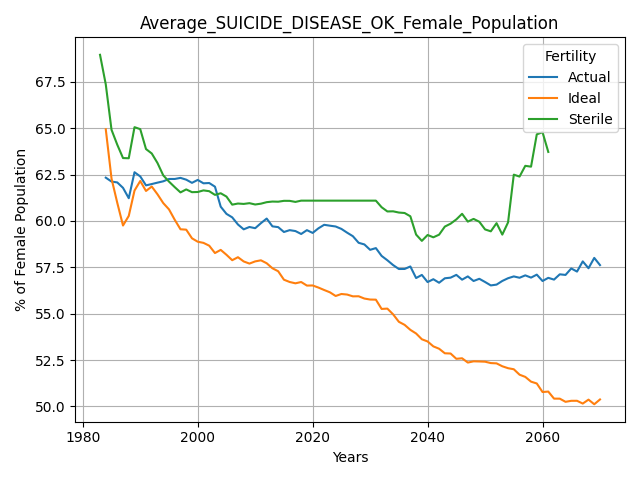 Average_SUICIDE_DISEASE_OK_Female_Population
Fertility
Actual
Ideal
Sterile
67.5
65.0
62.5
60.0
57.5
55.0
52.5
50.0
% of Female Population
1980
2000
2020
2040
2060
Years